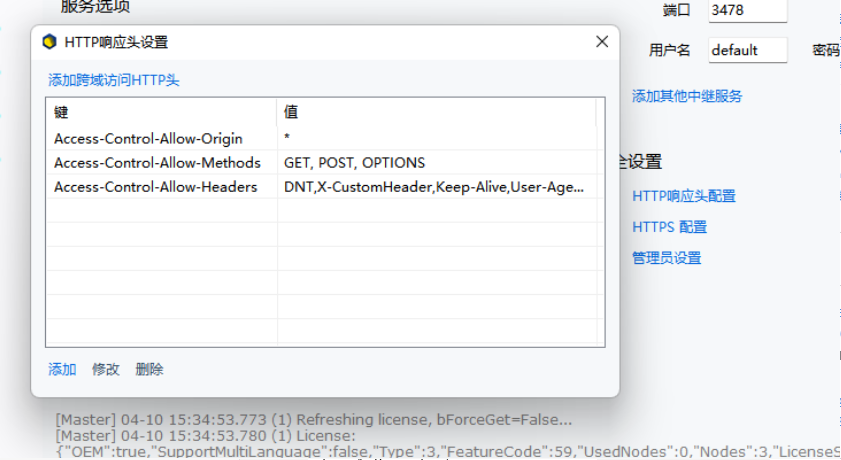 服务选项
端口 3478
HTTP响应头设置
用户名 default 密码
添加跨域访问HTTP头
添加其他中继服务
键 值
Access-Control-Allow-Origin *
Access-Control-Allow-Methods GET, POST, OPTIONS
全设置
Access-Control-Allow-Headers DNT,X-CustomHeader,Keep-Alive,User-Age...
HTTP响应头配置
HTTPS 配置
管理员设置
添加 修改 删除
[Master] 04-10 15:34:53.773 (1) Refreshing license, bForceGet=False...
[Master] 04-10 15:34:53.780 (1) License:
{"OEM":true,"SupportMultiLanguage":false,"Type":3,"FeatureCode":59,"UsedNodes":0,"Nodes":3,"LicenseS